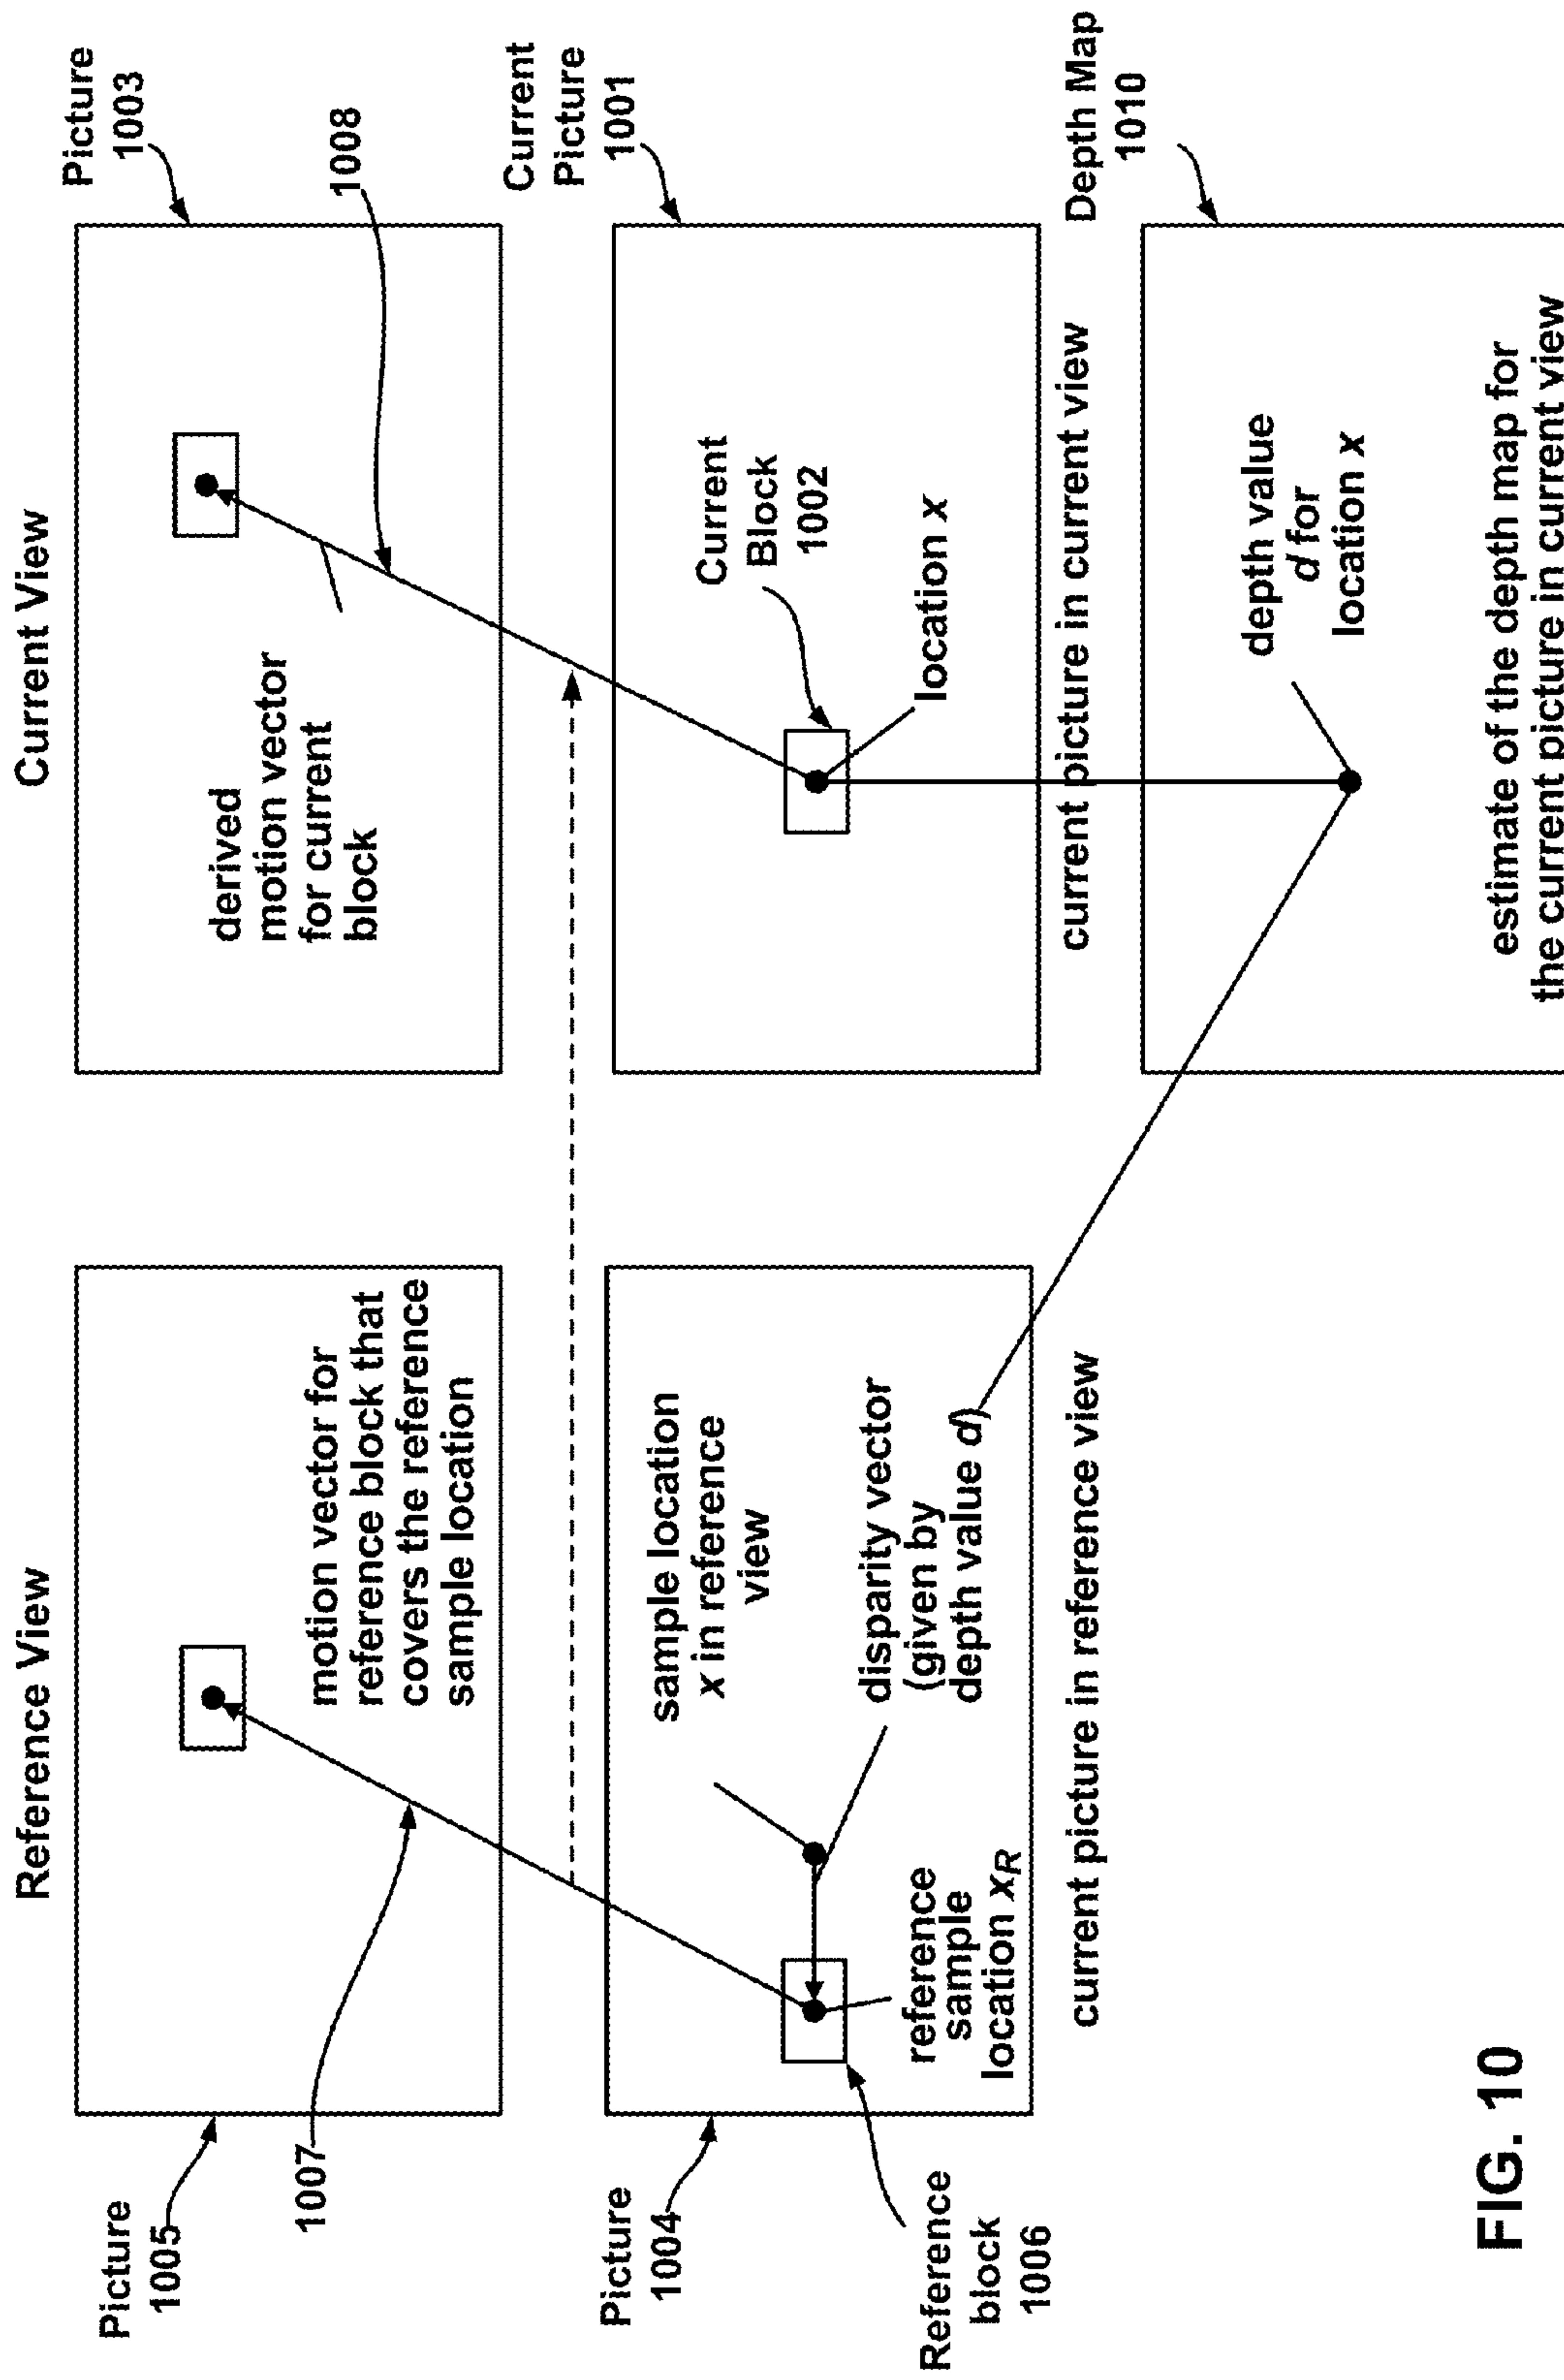 Reference View
Current View
Picture
1005
1007
motion vector for
reference block that
covers the reference
sample location
derived
motion vector
for current
block
Picture
1003
1008
Picture
1004
Reference
block
1006
sample location
x in reference
view
disparity vector
(given by
depth value d)
reference
sample
location xR
current picture in reference view
Current
Picture
1001
Current
Block
1002
location x
current picture in current view
Depth Map
1010
depth value
d for
location x
estimate of the depth map for
the current picture in current view
FIG. 10